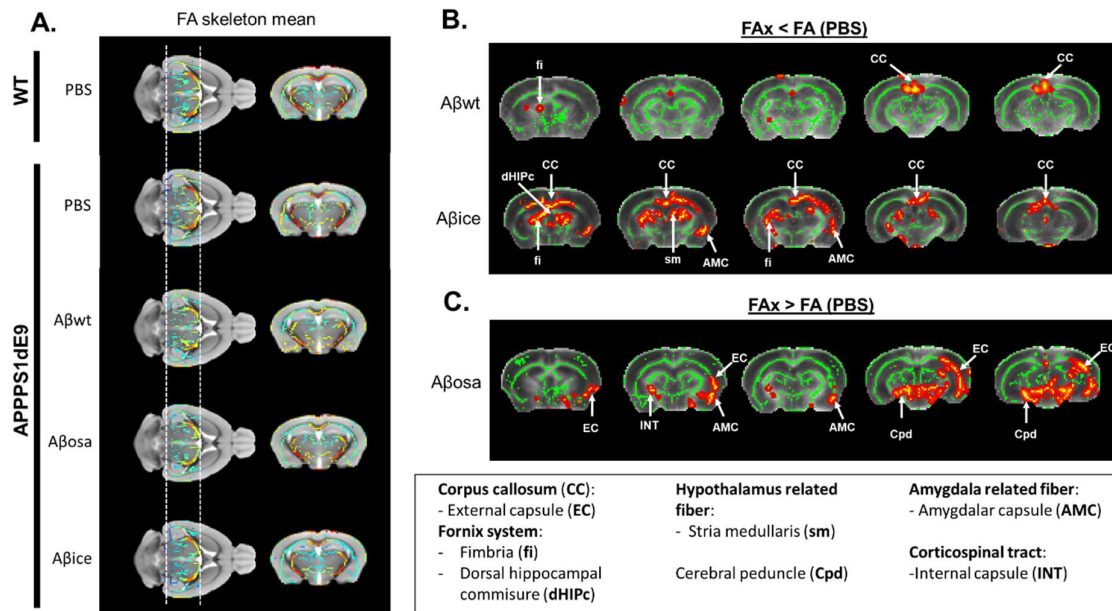 A.
FA skeleton mean
WT
PBS
APPPS1dE9
PBS
Aβwt
Aβosa
Aβice
B.
FAx < FA (PBS)
Aβwt
fi
CC
CC
Aβice
dHIPc
CC
CC
CC
CC
CC
fi
sm
AMC
fi
AMC
C.
FAx > FA (PBS)
Aβosa
EC
INT
EC
AMC
AMC
EC
Cpd
EC
Cpd
Corpus callosum (CC):
- External capsule (EC)
Fornix system:
- Fimbria (fi)
- Dorsal hippocampal
commisure (dHIPc)
Hypothalamus related
fiber:
- Stria medullaris (sm)
Cerebral peduncle (Cpd)
Amygdala related fiber:
- Amygdalar capsule (AMC)
Corticospinal tract:
-Internal capsule (INT)